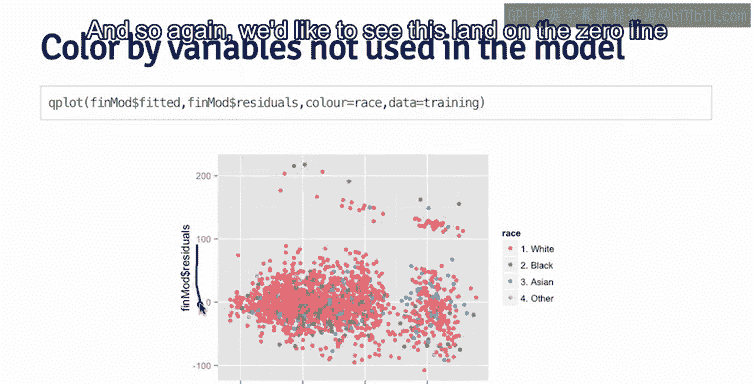 And so again, we'd like to see this land on the zero line
Color by variables not used in the model
qplot(finMod$fitted,finMod$residuals,colour=race,data=training)
200
100
0
-100
finMod$residuals
race
1. White
2. Black
3. Asian
4. Other